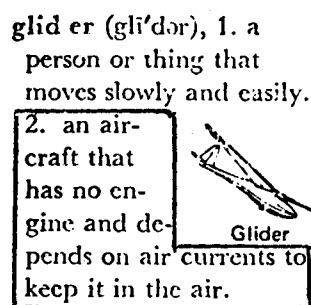 glid er (glī′dər), 1. a
person or thing that
moves slowly and easily.
2. an air-
craft that
has no en-
gine and de-
Glider
pends on air currents to
keep it in the air.